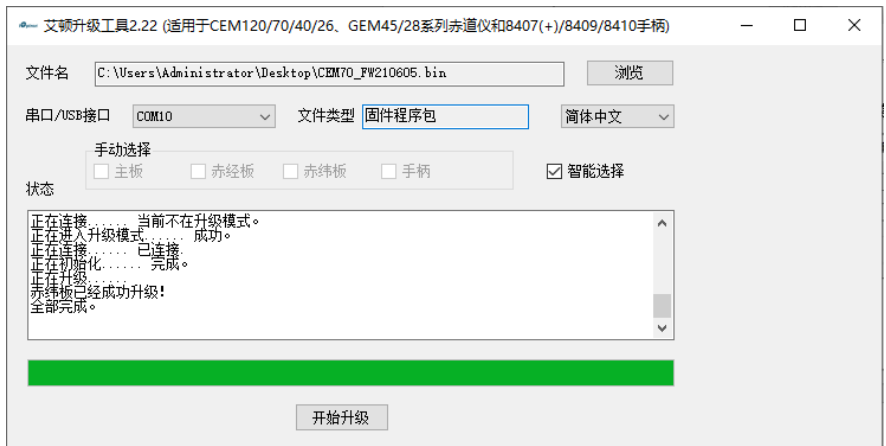 艾顿升级工具2.22 (适用于CEM120/70/40/26、GEM45/28系列赤道仪和8407(+)/8409/8410手柄)
文件名 C:\Users\Administrator\Desktop\CEM70_FW210605.bin 浏览
串口/USB接口 COM10 文件类型 固件程序包 简体中文
手动选择
主板 赤经板 赤纬板 手柄 智能选择
状态
正在连接...... 当前不在升级模式。
正在进入升级模式...... 成功。
正在连接...... 已连接.
正在初始化...... 完成。
正在升级......
赤纬板已经成功升级!
全部完成。
开始升级